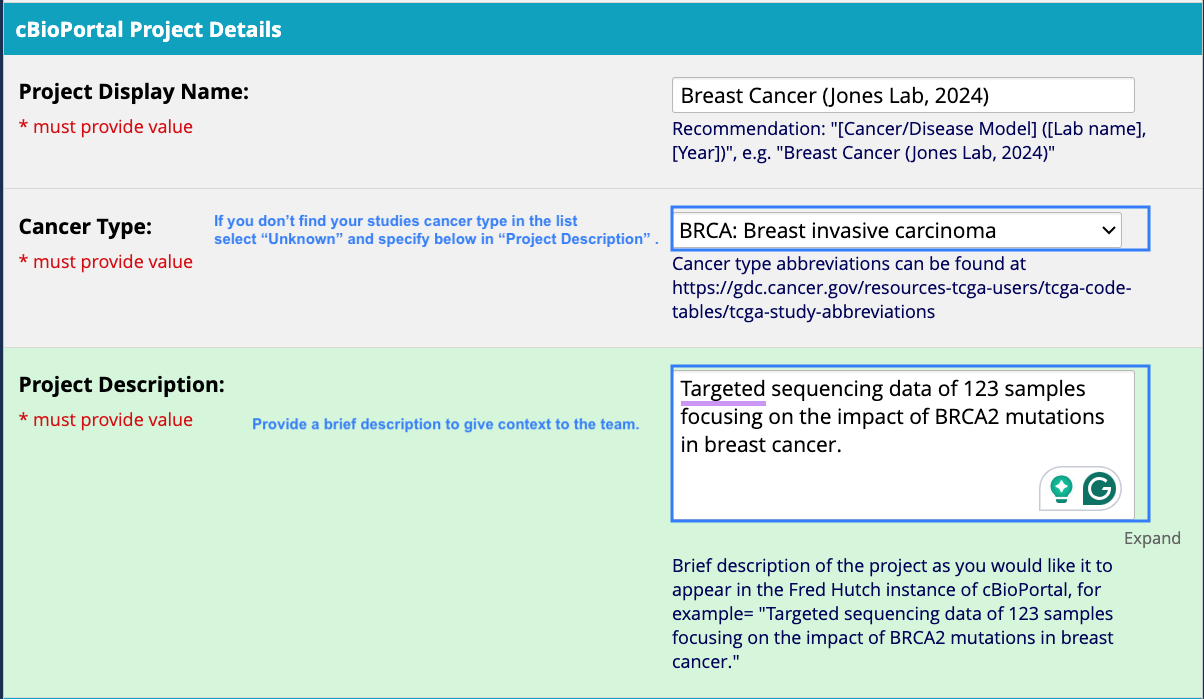 cBioPortal Project Details
Project Display Name:
* must provide value
Breast Cancer (Jones Lab, 2024)
Recommendation: "[Cancer/Disease Model] ([Lab name],
[Year])", e.g. "Breast Cancer (Jones Lab, 2024)"
Cancer Type:
* must provide value
If you don’t find your studies cancer type in the list
select “Unknown” and specify below in “Project Description” .
BRCA: Breast invasive carcinoma
Cancer type abbreviations can be found at
https://gdc.cancer.gov/resources-tcga-users/tcga-code-
tables/tcga-study-abbreviations
Project Description:
* must provide value
Provide a brief description to give context to the team.
Targeted sequencing data of 123 samples
focusing on the impact of BRCA2 mutations
in breast cancer.
G
Expand
Brief description of the project as you would like it to
appear in the Fred Hutch instance of cBioPortal, for
example= "Targeted sequencing data of 123 samples
focusing on the impact of BRCA2 mutations in breast
cancer."